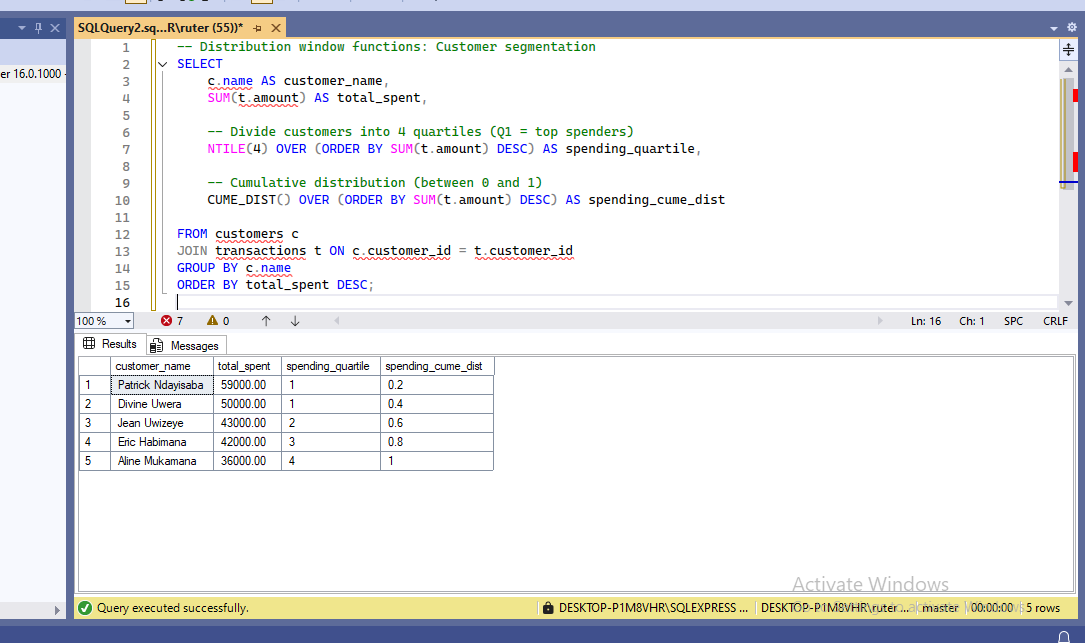 SQLQuery2.sq...R\ruter (55))*
er 16.0.1000
1 -- Distribution window functions: Customer segmentation
2 SELECT
3 c.name AS customer_name,
4 SUM(t.amount) AS total_spent,
5
6 -- Divide customers into 4 quartiles (Q1 = top spenders)
7 NTILE(4) OVER (ORDER BY SUM(t.amount) DESC) AS spending_quartile,
8
9 -- Cumulative distribution (between 0 and 1)
10 CUME_DIST() OVER (ORDER BY SUM(t.amount) DESC) AS spending_cume_dist
11
12 FROM customers c
13 JOIN transactions t ON c.customer_id = t.customer_id
14 GROUP BY c.name
15 ORDER BY total_spent DESC;
16
100 % 7 0 Ln: 16 Ch: 1 SPC CRLF
Results Messages
customer_name total_spent spending_quartile spending_cume_dist
1 Patrick Ndayisaba 59000.00 1 0.2
2 Divine Uwera 50000.00 1 0.4
3 Jean Uwizeye 43000.00 2 0.6
4 Eric Habimana 42000.00 3 0.8
5 Aline Mukamana 36000.00 4 1
Activate Windows
Query executed successfully. DESKTOP-P1M8VHR\SQLEXPRESS ... DESKTOP-P1M8VHR\ruter... master 00:00:00 5 rows